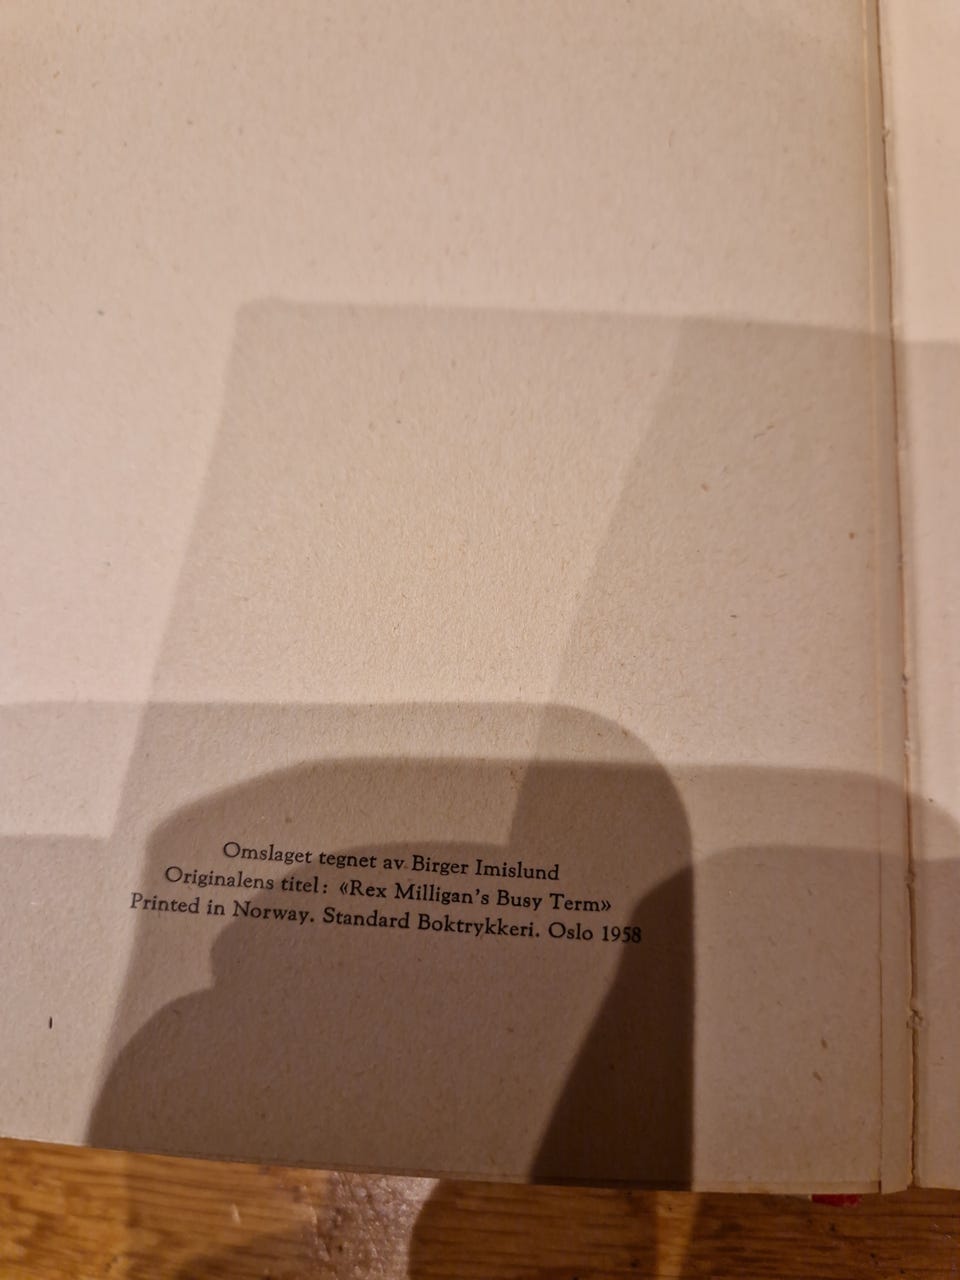 Omslaget tegnet av Birger Imislund
Originalens titel: «Rex Milligan's Busy Term»
Printed in Norway. Standard Boktrykkeri. Oslo 1958